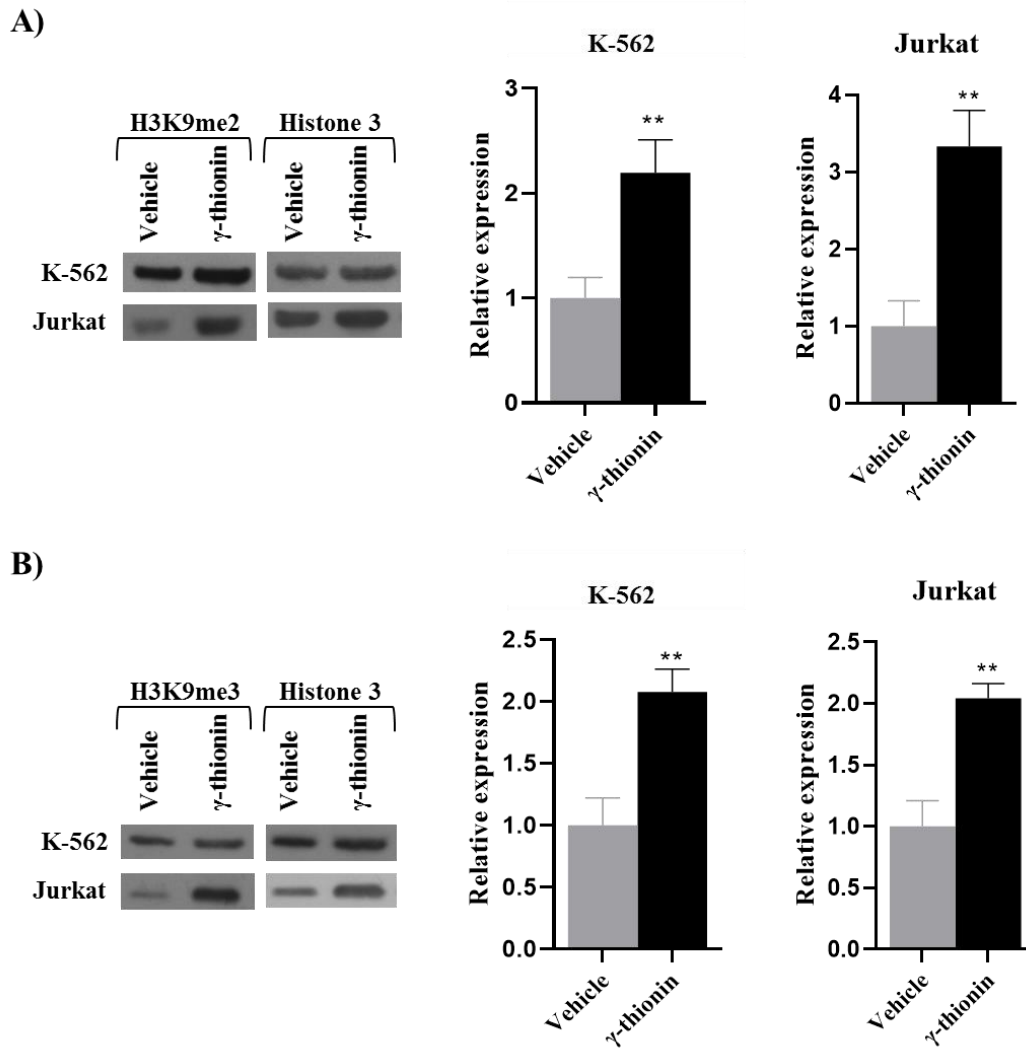 A)
H3K9me2 Histone 3
Vehicle
γ-thionin
Vehicle
γ-thionin
K-562
Jurkat
K-562
Relative expression
3
2
1
0
**
Vehicle
γ-thionin
Jurkat
Relative expression
4
3
2
1
0
**
Vehicle
γ-thionin
B)
H3K9me3 Histone 3
Vehicle
γ-thionin
Vehicle
γ-thionin
K-562
Jurkat
K-562
Relative expression
2.5
2.0
1.5
1.0
0.5
0.0
**
Vehicle
γ-thionin
Jurkat
Relative expression
2.5
2.0
1.5
1.0
0.5
0.0
**
Vehicle
γ-thionin